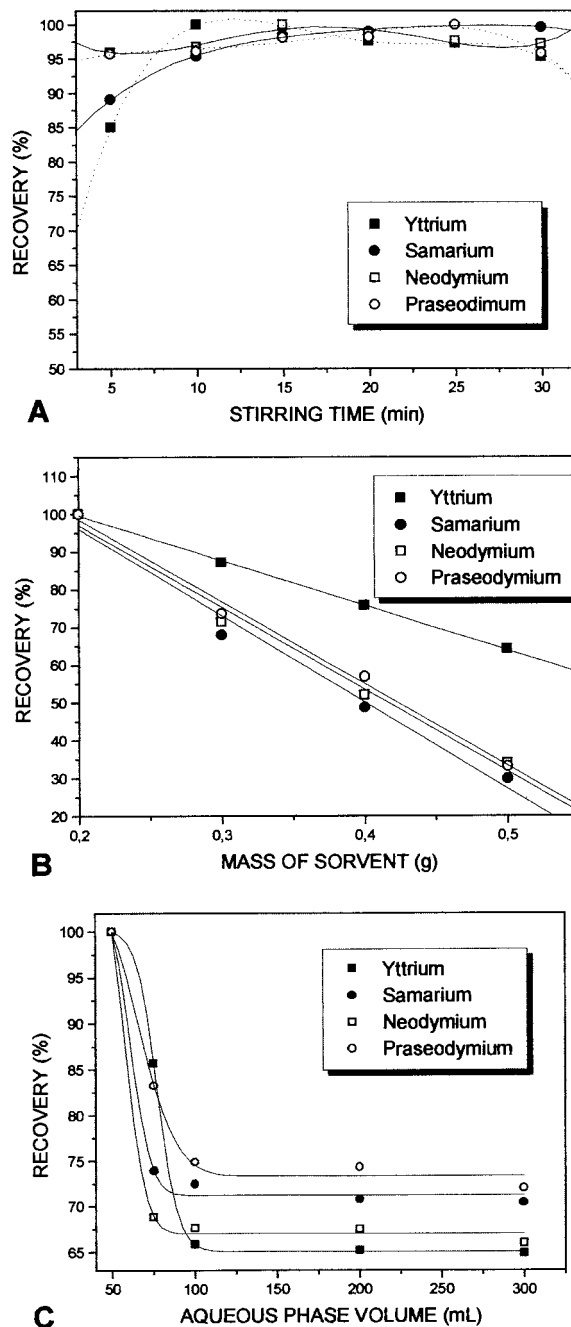 100
95
90
85
80
75
70
65
60
55
50
RECOVERY (%)
Yttrium
Samarium
Neodymium
Praseodimum
5 10 15 20 25 30
A
STIRRING TIME (min)
110
100
90
80
70
60
50
40
30
20
RECOVERY (%)
Yttrium
Samarium
Neodymium
Praseodymium
0,2 0,3 0,4 0,5
B
MASS OF SORVENT (g)
100
95
90
85
80
75
70
65
RECOVERY (%)
Yttrium
Samarium
Neodymium
Praseodymium
50 100 150 200 250 300
C
AQUEOUS PHASE VOLUME (mL)